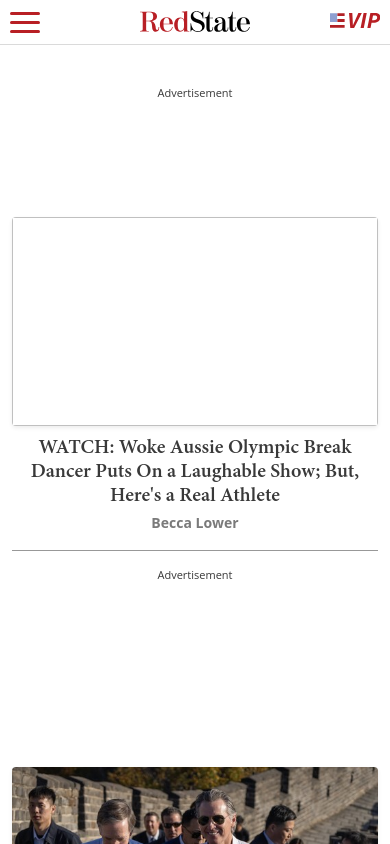 RedState
VIP
Advertisement
WATCH: Woke Aussie Olympic Break
Dancer Puts On a Laughable Show; But,
Here's a Real Athlete
Becca Lower
Advertisement